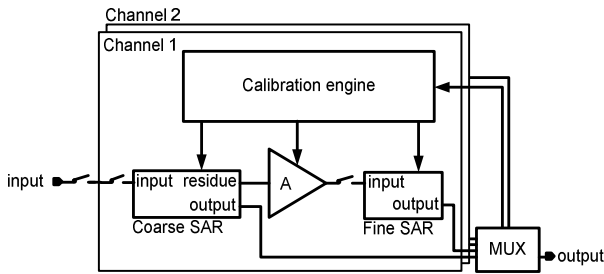 Channel 2
Channel 1
Calibration engine
input
input residue
output
Coarse SAR
A
input
output
Fine SAR
MUX
output